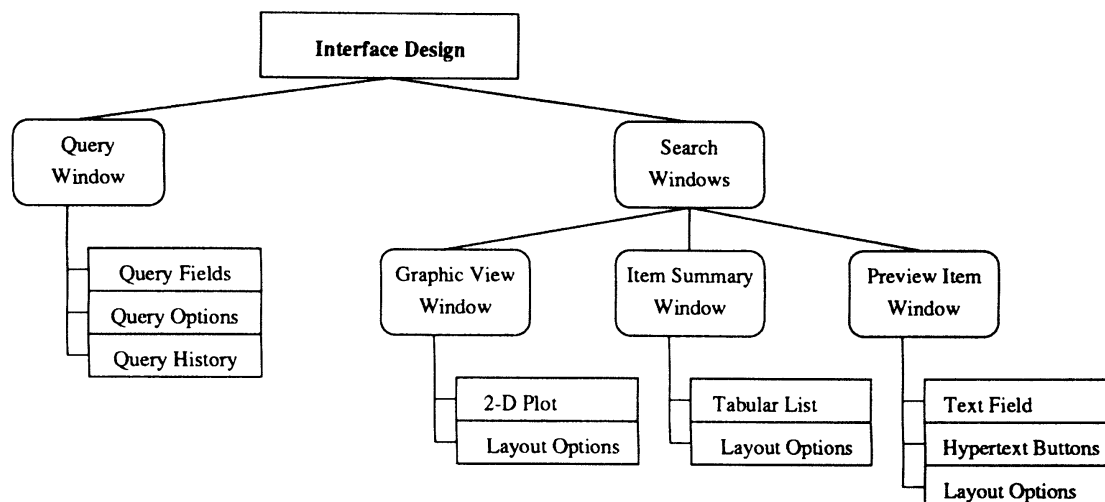 Interface Design
Query
Window
Search
Windows
Query Fields
Query Options
Query History
Graphic View
Window
Item Summary
Window
Preview Item
Window
2-D Plot
Layout Options
Tabular List
Layout Options
Text Field
Hypertext Buttons
Layout Options